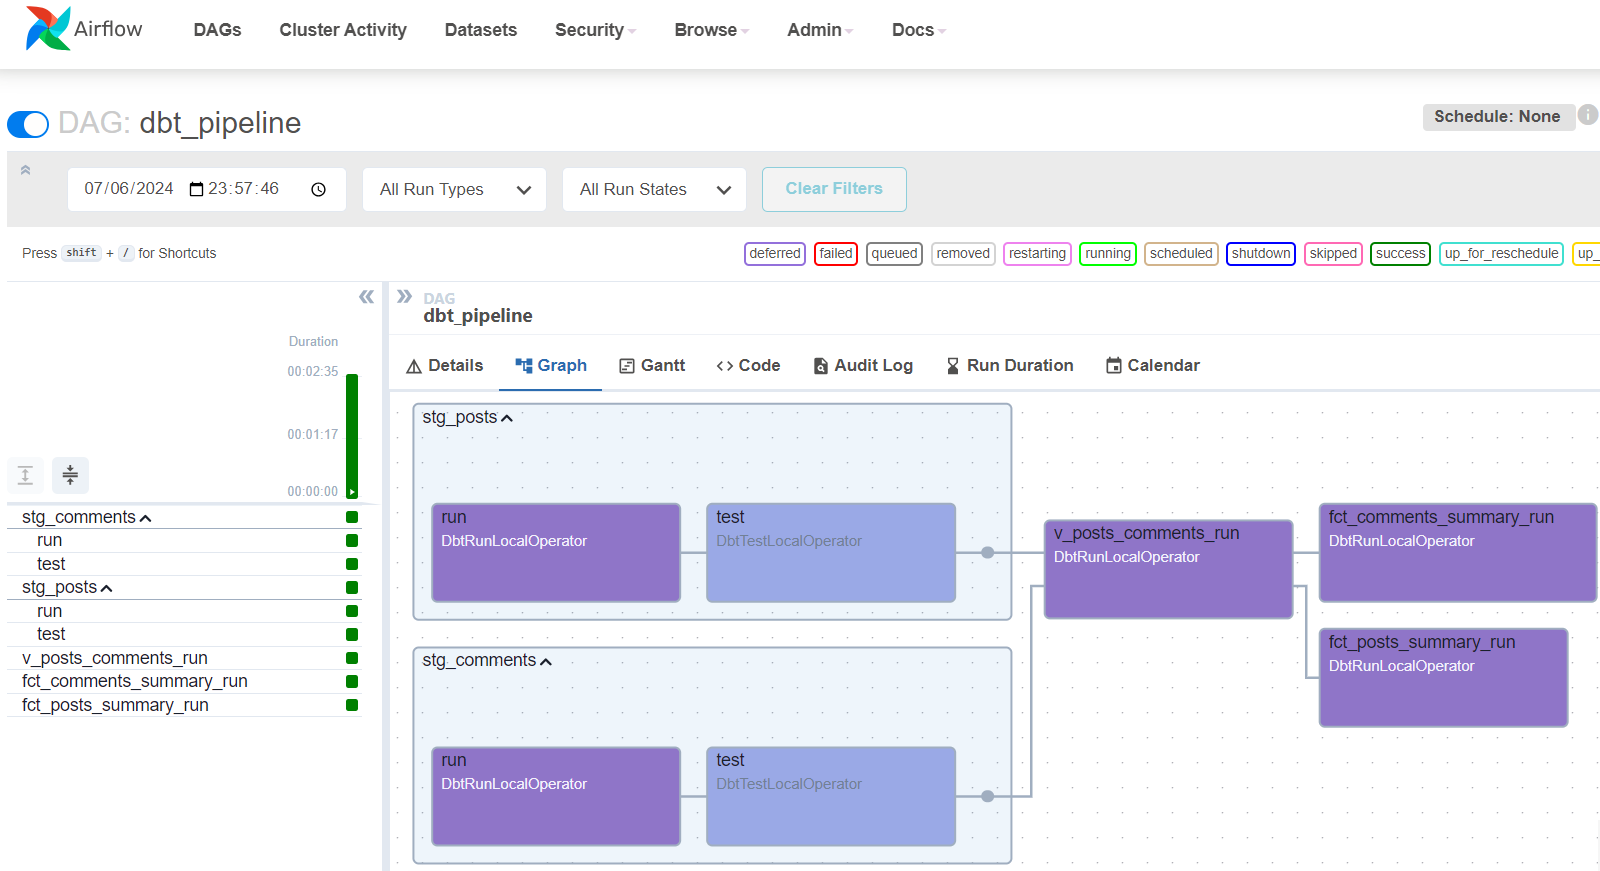 Airflow DAGs Cluster Activity Datasets Security Browse Admin Docs
DAG: dbt_pipeline
Schedule: None
07/06/2024 23:57:46 All Run Types All Run States Clear Filters
Press shift + / for Shortcuts
deferred failed queued removed restarting running scheduled shutdown skipped success up_for_reschedule up_
DAG
dbt_pipeline
Duration
00:02:35
00:01:17
00:00:00
stg_comments
run
test
stg_posts
run
test
v_posts_comments_run
fct_comments_summary_run
fct_posts_summary_run
Details Graph Gantt Code Audit Log Run Duration Calendar
stg_posts
run
DbtRunLocalOperator
test
DbtTestLocalOperator
v_posts_comments_run
DbtRunLocalOperator
fct_comments_summary_run
DbtRunLocalOperator
fct_posts_summary_run
DbtRunLocalOperator
stg_comments
run
DbtRunLocalOperator
test
DbtTestLocalOperator